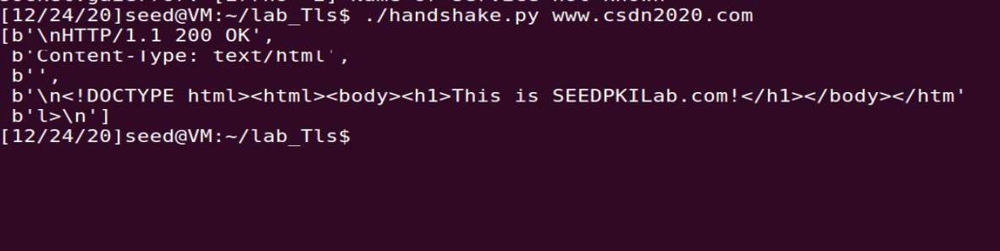 [12/24/20]seed@VM:~/lab_Tls$ ./handshake.py www.csdn2020.com
[b'\nHTTP/1.1 200 OK',
 b'Content-Type: text/html',
 b'',
 b'\n<!DOCTYPE html><html><body><h1>This is SEEDPKILab.com!</h1></body></htm'
 b'l>\n']
[12/24/20]seed@VM:~/lab_Tls$